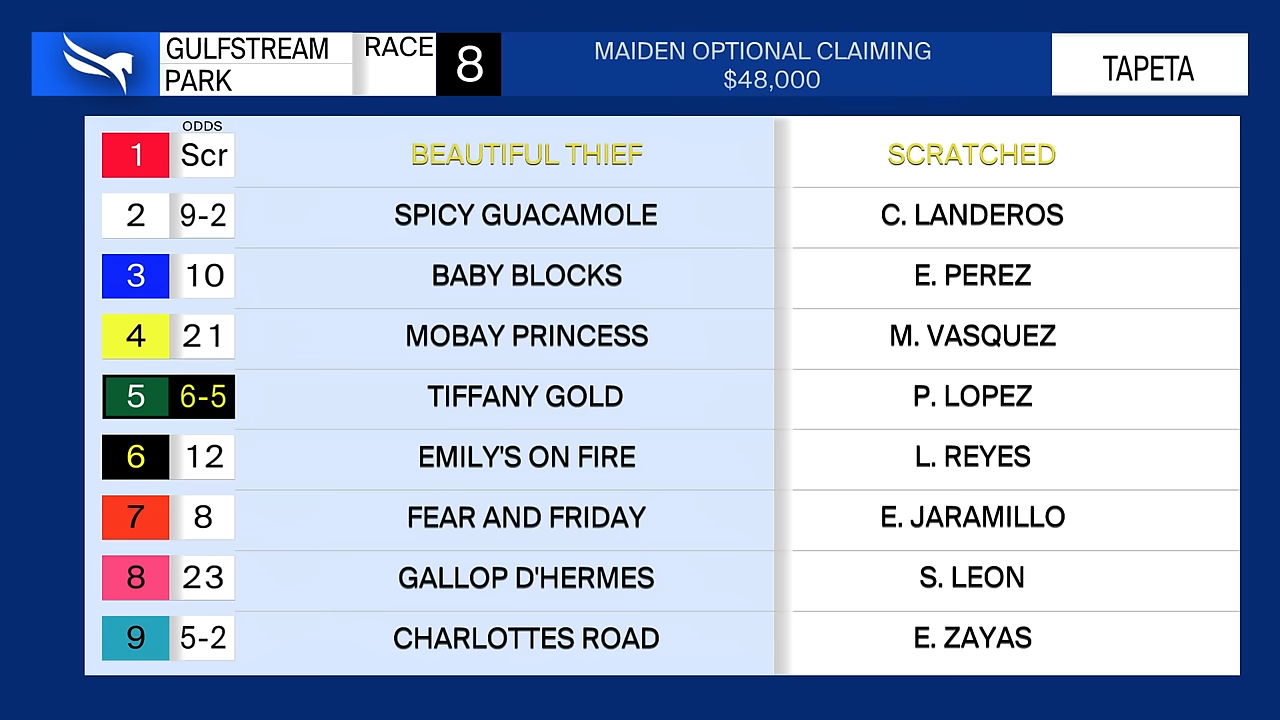 GULFSTREAM
PARK
RACE 8
MAIDEN OPTIONAL CLAIMING
$48,000
TAPETA
ODDS
1 Scr BEAUTIFUL THIEF SCRATCHED
2 9-2 SPICY GUACAMOLE C. LANDEROS
3 10 BABY BLOCKS E. PEREZ
4 21 MOBAY PRINCESS M. VASQUEZ
5 6-5 TIFFANY GOLD P. LOPEZ
6 12 EMILY'S ON FIRE L. REYES
7 8 FEAR AND FRIDAY E. JARAMILLO
8 23 GALLOP D'HERMES S. LEON
9 5-2 CHARLOTTES ROAD E. ZAYAS